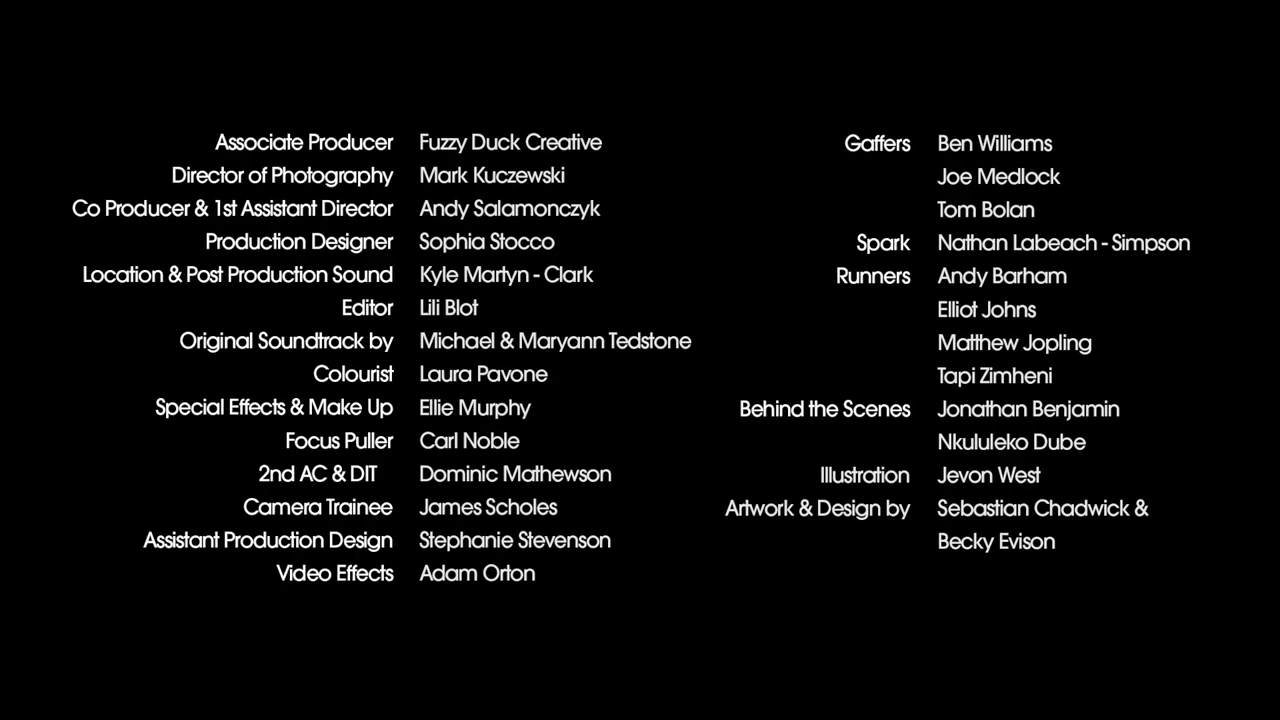 Associate Producer Fuzzy Duck Creative
Director of Photography Mark Kuczewski
Co Producer & 1st Assistant Director Andy Salamonczyk
Production Designer Sophia Stocco
Location & Post Production Sound Kyle Martyn - Clark
Editor Lili Blot
Original Soundtrack by Michael & Maryann Tedstone
Colourist Laura Pavone
Special Effects & Make Up Ellie Murphy
Focus Puller Carl Noble
2nd AC & DIT Dominic Mathewson
Camera Trainee James Scholes
Assistant Production Design Stephanie Stevenson
Video Effects Adam Orton
Gaffers Ben Williams
Joe Medlock
Tom Bolan
Spark Nathan Labeach - Simpson
Runners Andy Barham
Elliot Johns
Matthew Jopling
Tapi Zimheni
Behind the Scenes Jonathan Benjamin
Nkululeko Dube
Illustration Jevon West
Artwork & Design by Sebastian Chadwick &
Becky Evison